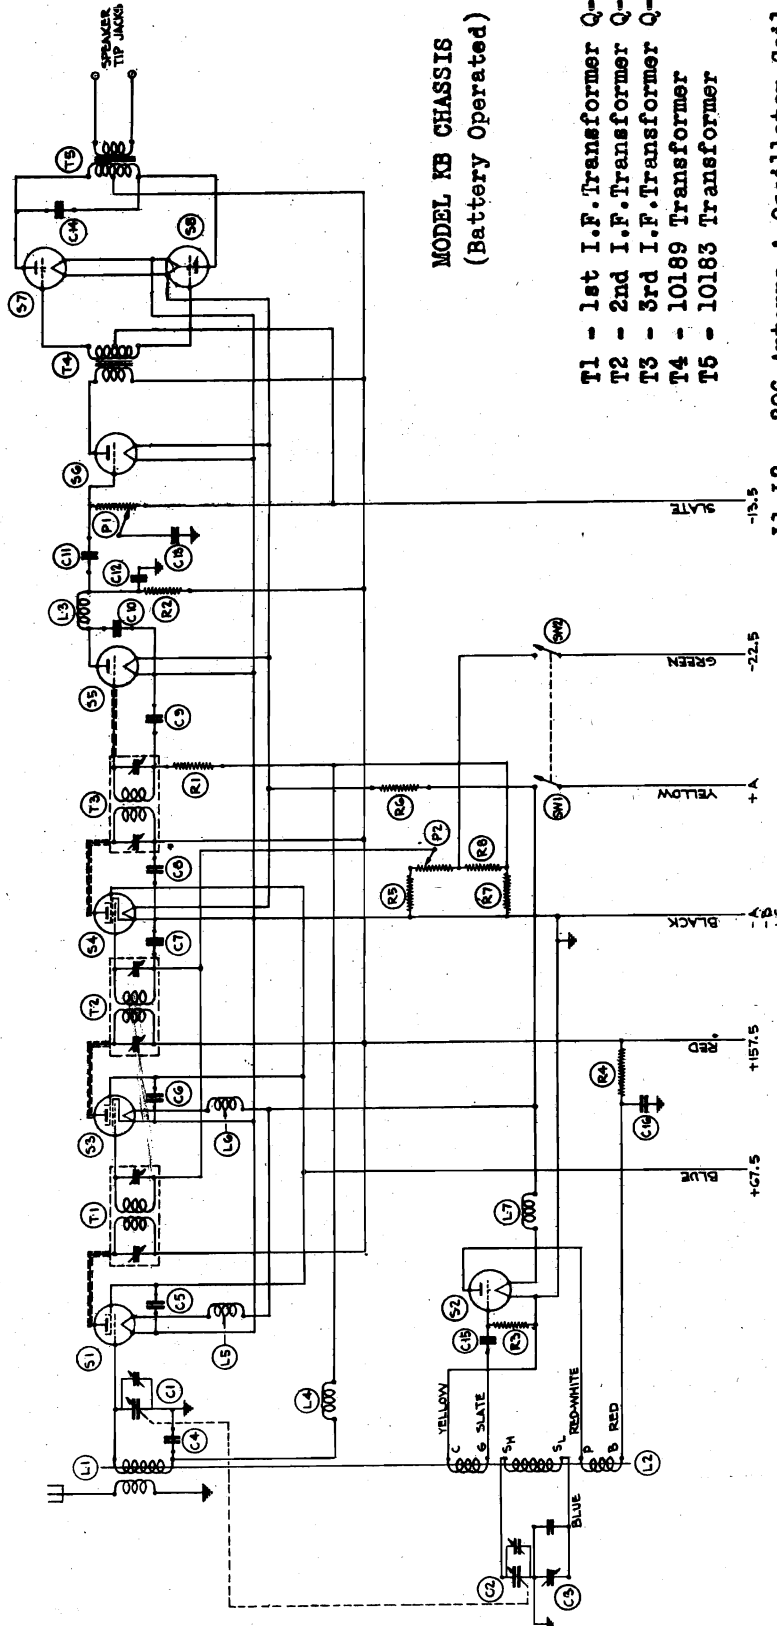 SPEAKER
TIP JACKS
T5
C14
S8
S7
T4
S6
P1
C11
C13
C12
R2
L3
C10
S5
C9
T3
R1
C8
S4
C7
T2
C6
S3
L6
T1
C5
S1
L5
C1
C4
L1
L4
R6
P2
R5
R8
R7
SW2
SW1
L7
S2
C15
R3
R4
C16
YELLOW
C
G SLATE
SH
SL
RED-WHITE
P
B RED
L2
BLUE
C2
C3
SLATE
-13.5
GREEN
-22.5
YELLOW
+A
BLACK
-A
-B
RED
+157.5
BLUE
+67.5
MODEL KB CHASSIS
(Battery Operated)
T1 - 1st I.F.Transformer Q-
T2 - 2nd I.F.Transformer Q-
T3 - 3rd I.F.Transformer Q-
T4 - 10189 Transformer
T5 - 10183 Transformer